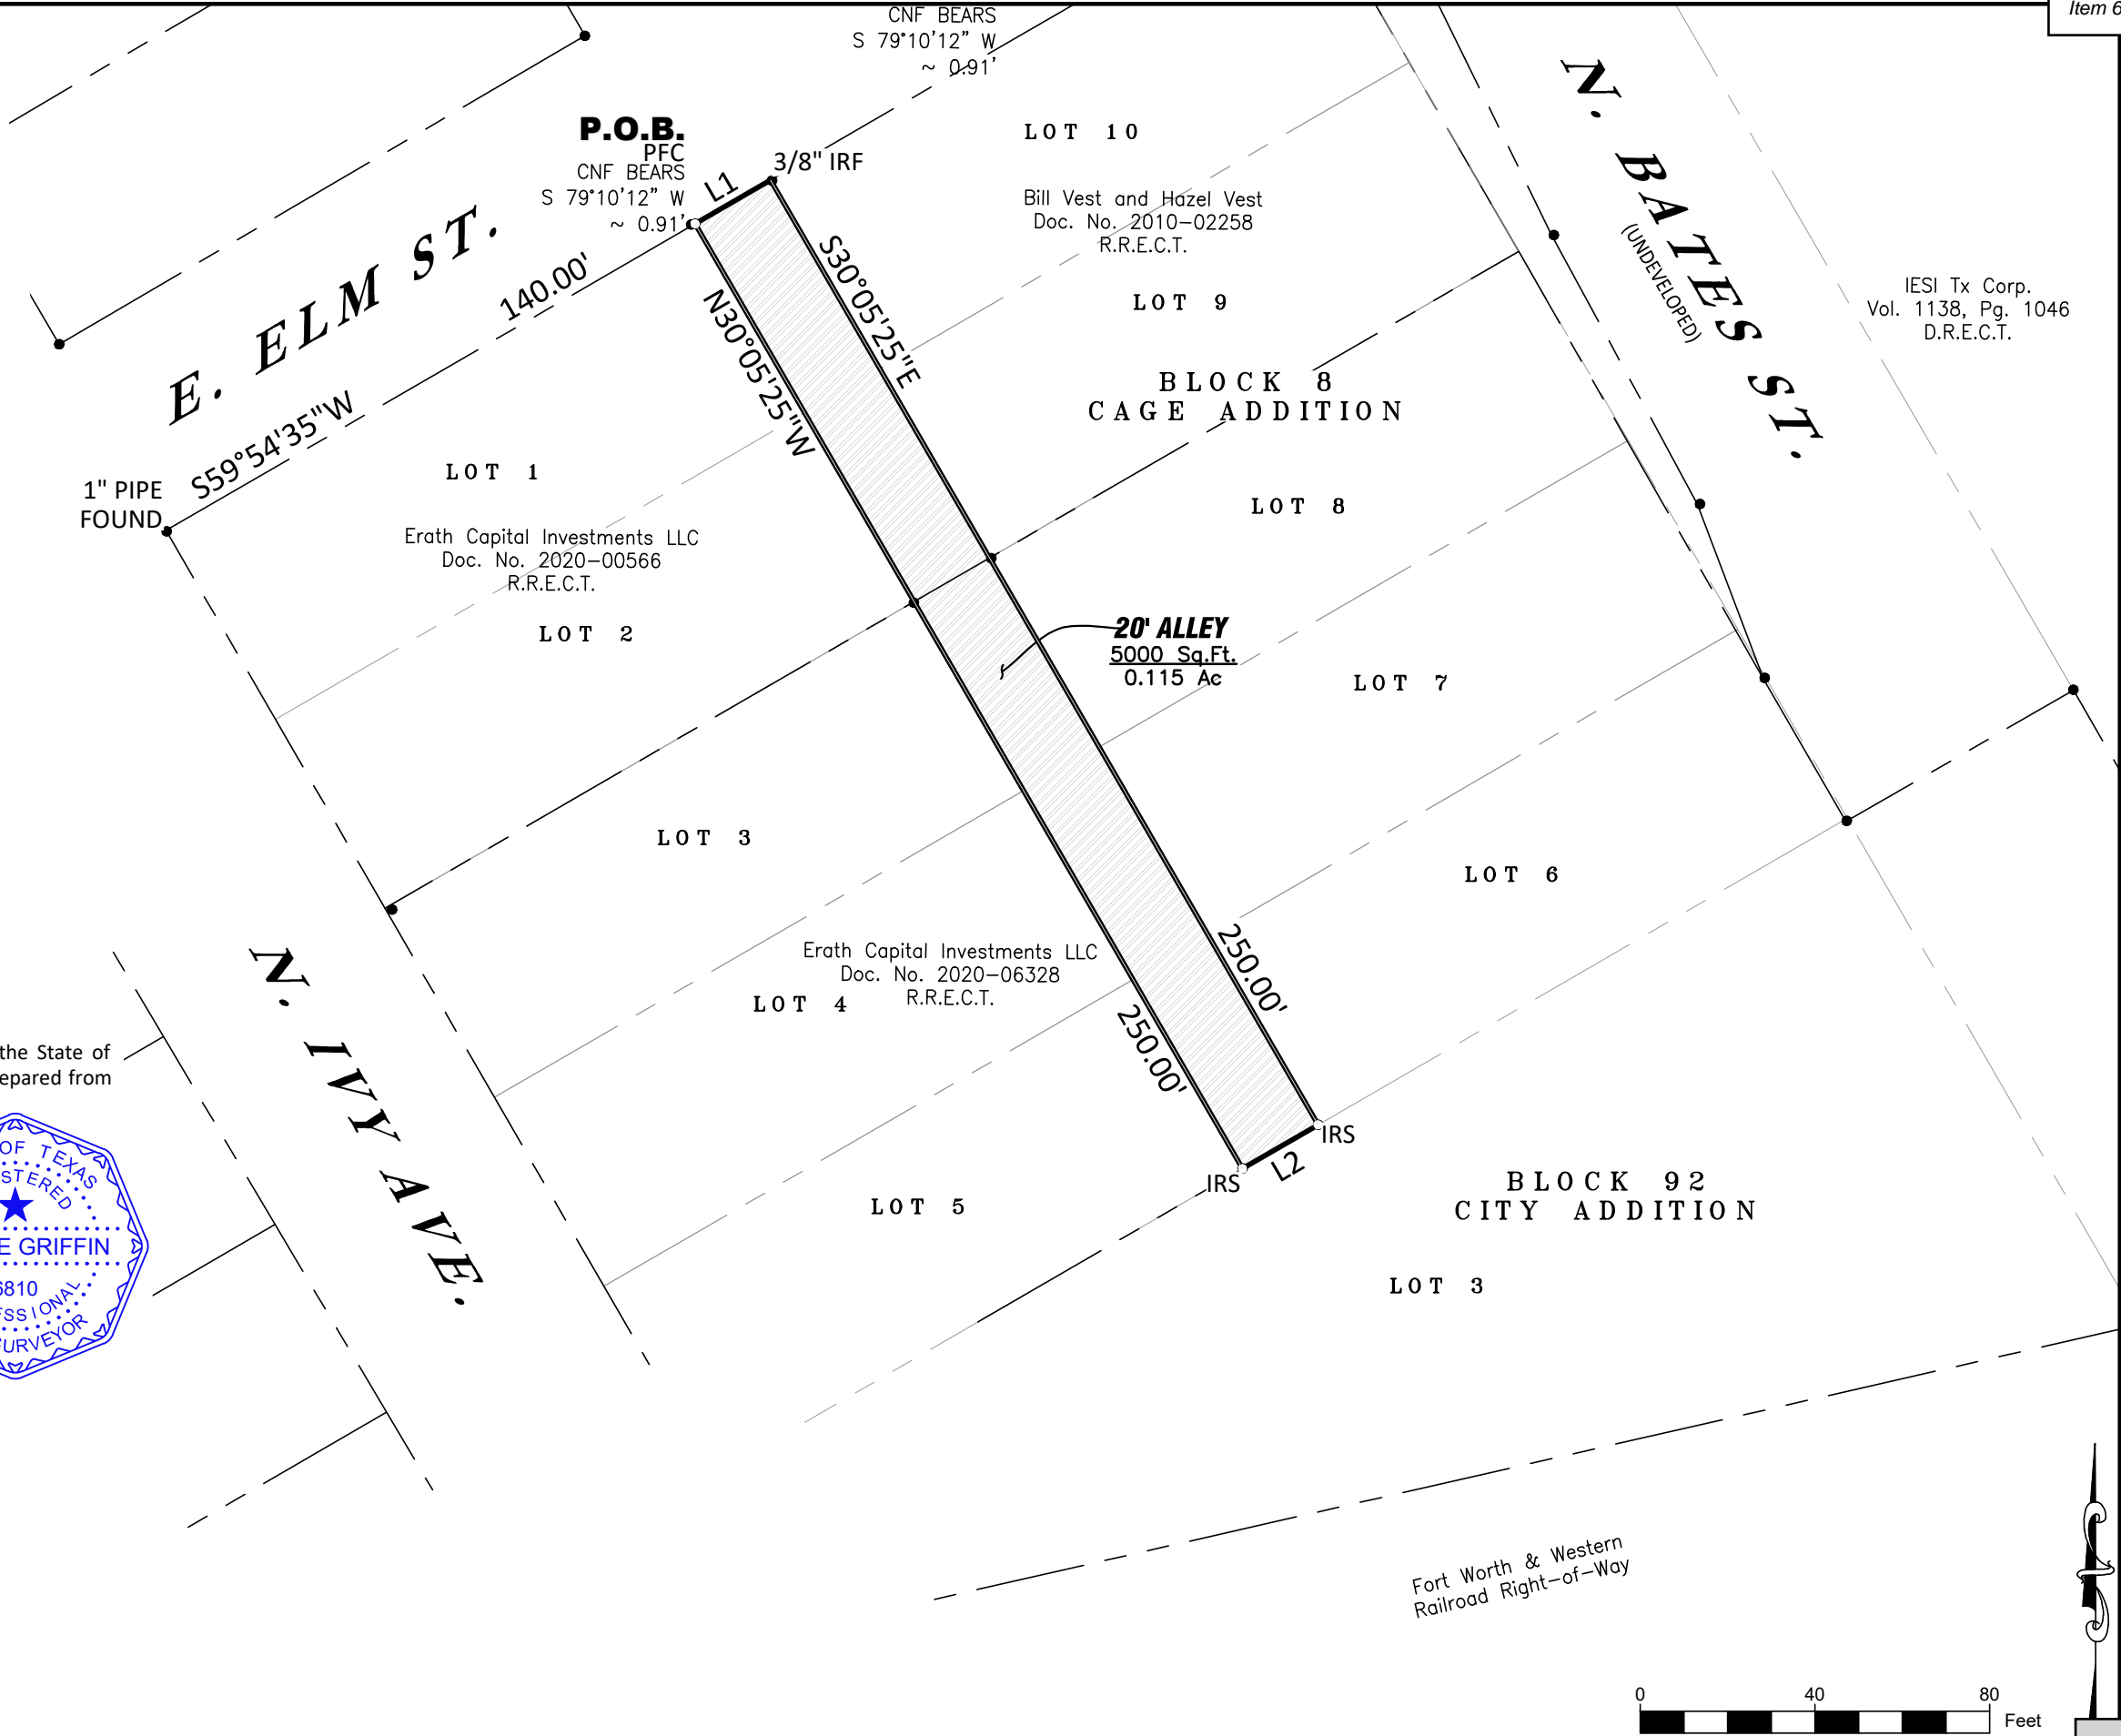 Item 6
CNF BEARS
S 79°10'12" W
~ 0.91'
P.O.B.
PFC
CNF BEARS
S 79°10'12" W
~ 0.91'
L1
3/8" IRF
LOT 10
Bill Vest and Hazel Vest
Doc. No. 2010-02258
R.R.E.C.T.
N. BATES ST.
(UNDEVELOPED)
IESI Tx Corp.
Vol. 1138, Pg. 1046
D.R.E.C.T.
E. ELM ST.
140.00'
S59°54'35"W
N30°05'25"W
S30°05'25"E
LOT 9
BLOCK 8
CAGE ADDITION
1" PIPE
FOUND
LOT 1
Erath Capital Investments LLC
Doc. No. 2020-00566
R.R.E.C.T.
LOT 2
LOT 8
20' ALLEY
5000 Sq.Ft.
0.115 Ac
LOT 7
LOT 3
LOT 6
Erath Capital Investments LLC
Doc. No. 2020-06328
R.R.E.C.T.
LOT 4
250.00'
250.00'
N. IVY AVE.
the State of
epared from
OF TEXAS
STERED
E GRIFFIN
6810
FSSIONAL
SURVEYOR
IRS
IRS
L2
LOT 5
BLOCK 92
CITY ADDITION
LOT 3
Fort Worth & Western
Railroad Right-of-Way
0 40 80
Feet